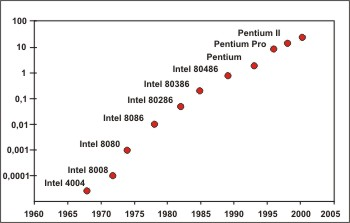 100
Pentium II
Pentium Pro
10
Pentium
1
Intel 80486
Intel 80386
0,1
Intel 80286
0,01
Intel 8086
0,001
Intel 8080
0,0001
Intel 8008
Intel 4004
1960 1965 1970 1975 1980 1985 1990 1995 2000 2005